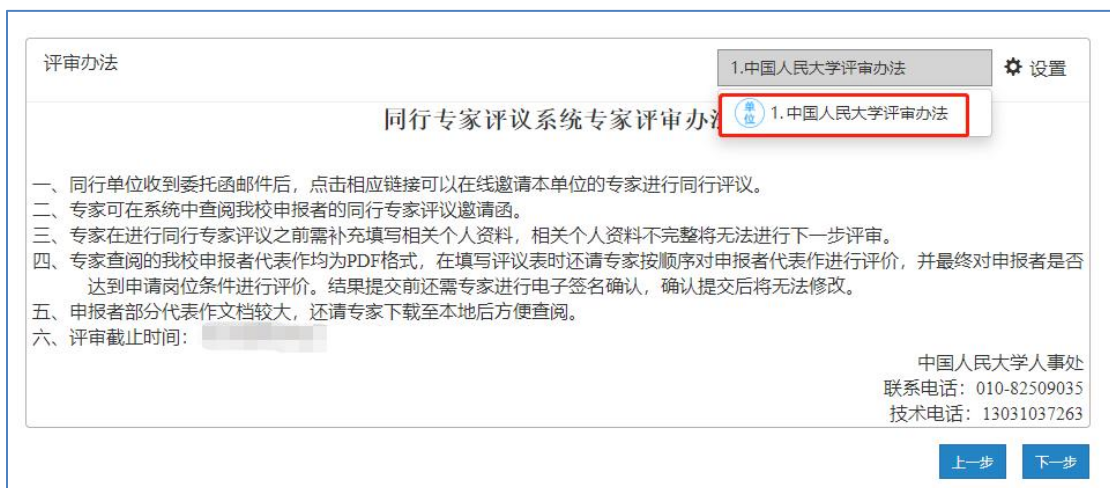 评审办法
1.中国人民大学评审办法
设置
单位
1.中国人民大学评审办法
同行专家评议系统专家评审办
一、同行单位收到委托函邮件后，点击相应链接可以在线邀请本单位的专家进行同行评议。
二、专家可在系统中查阅我校申报者的同行专家评议邀请函。
三、专家在进行同行专家评议之前需补充填写相关个人资料，相关个人资料不完整将无法进行下一步评审。
四、专家查阅的我校申报者代表作均为PDF格式，在填写评议表时还请专家按顺序对申报者代表作进行评价，并最终对申报者是否
达到申请岗位条件进行评价。结果提交前还需专家进行电子签名确认，确认提交后将无法修改。
五、申报者部分代表作文档较大，还请专家下载至本地后方便查阅。
六、评审截止时间：
中国人民大学人事处
联系电话：010-82509035
技术电话：13031037263
上一步
下一步